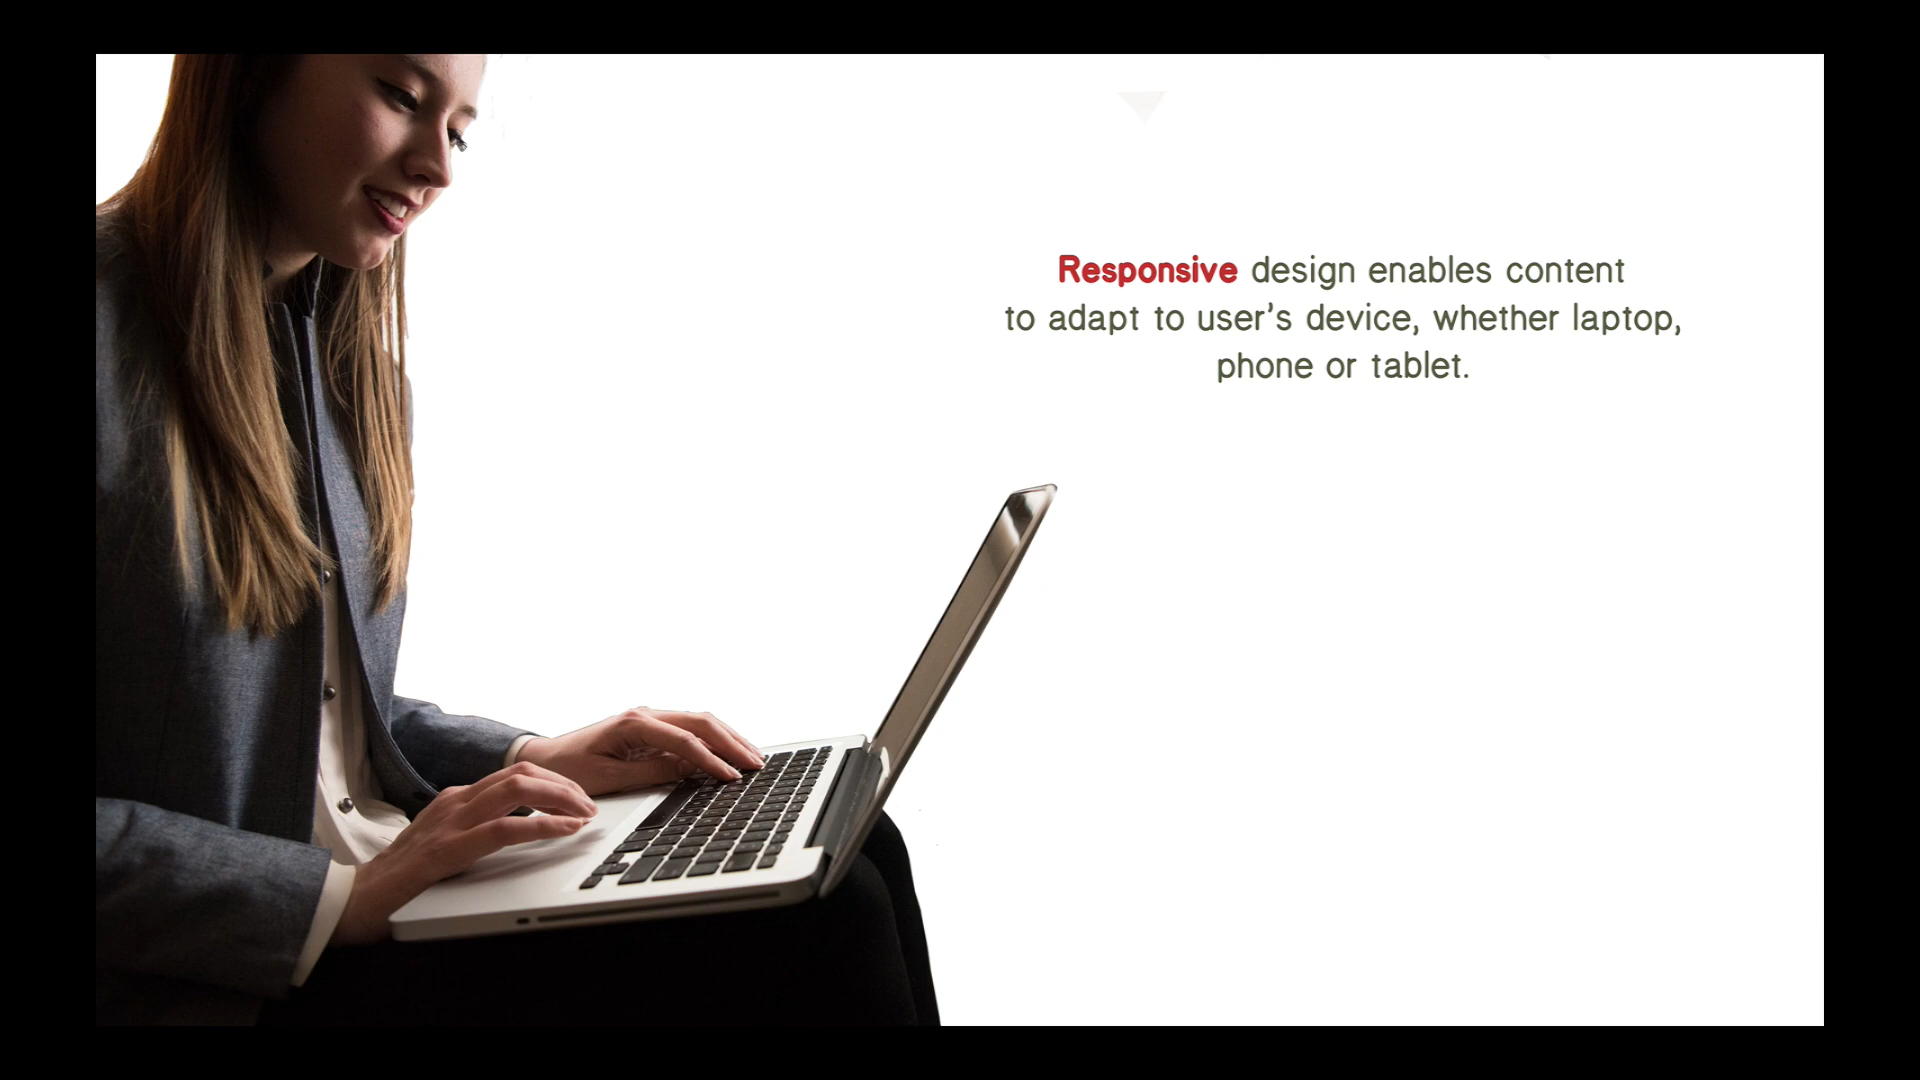 Responsive design enables content
to adapt to user’s device, whether laptop,
phone or tablet.